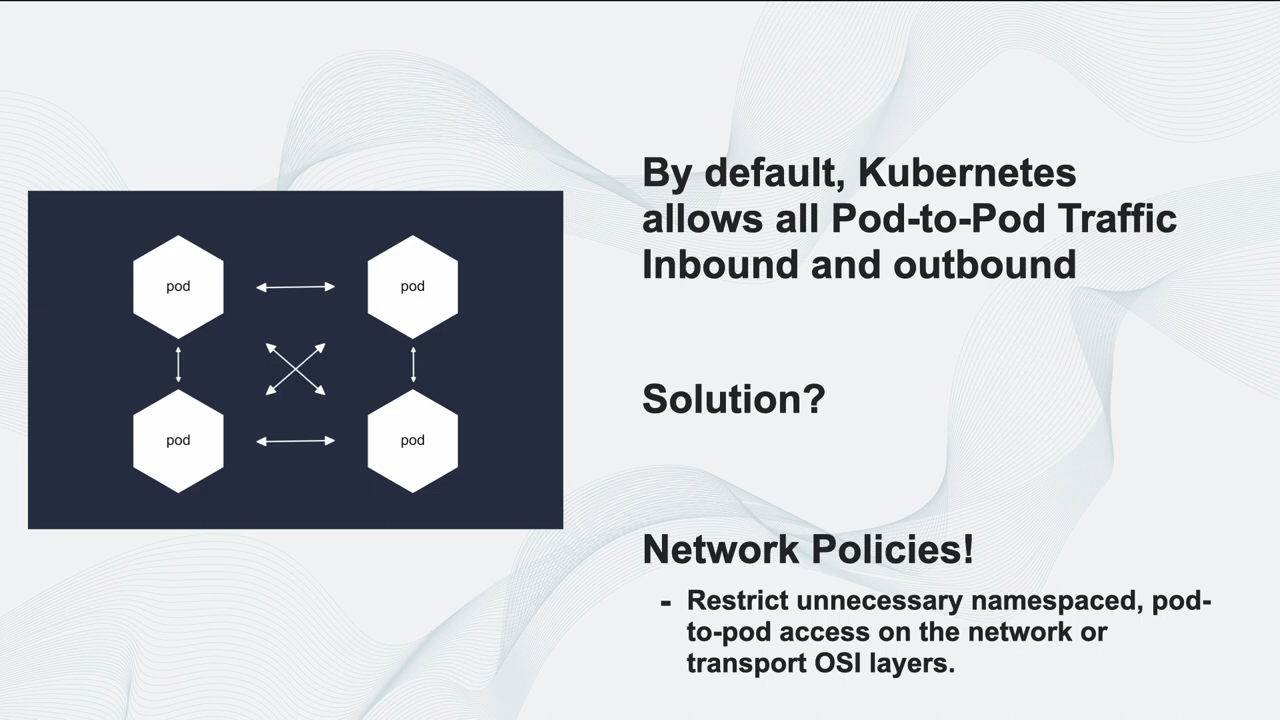 pod
pod
pod
pod
By default, Kubernetes
allows all Pod-to-Pod Traffic
Inbound and outbound
Solution?
Network Policies!
- Restrict unnecessary namespaced, pod-
to-pod access on the network or
transport OSI layers.